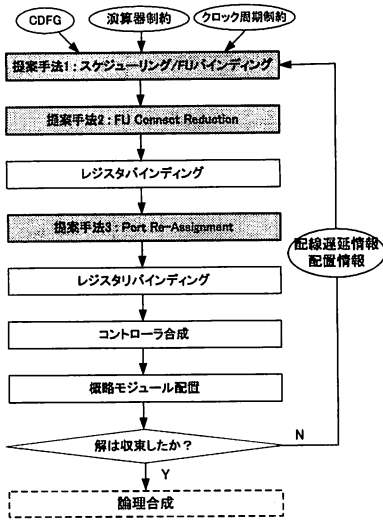 CDFG
演算器制約
クロック周期制約
提案手法1：スケジューリング/FUバインディング
提案手法2：FU Connect Reduction
レジスタバインディング
提案手法3：Port Re-Assignment
配線遅延情報
配置情報
レジスタリバインディング
コントローラ合成
概略モジュール配置
解は収束したか？
N
Y
論理合成